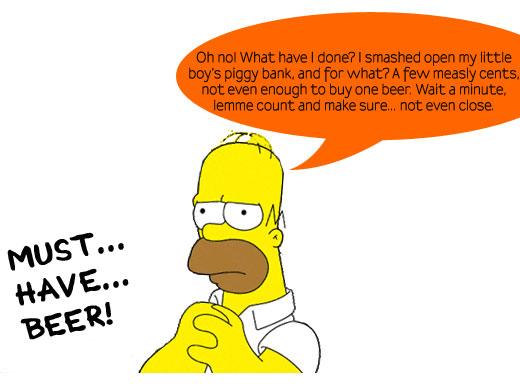 Oh no! What have I done? I smashed open my little
boy's piggy bank, and for what? A few measly cents,
not even enough to buy one beer. Wait a minute,
lemme count and make sure... not even close.
MUST...
HAVE...
BEER!